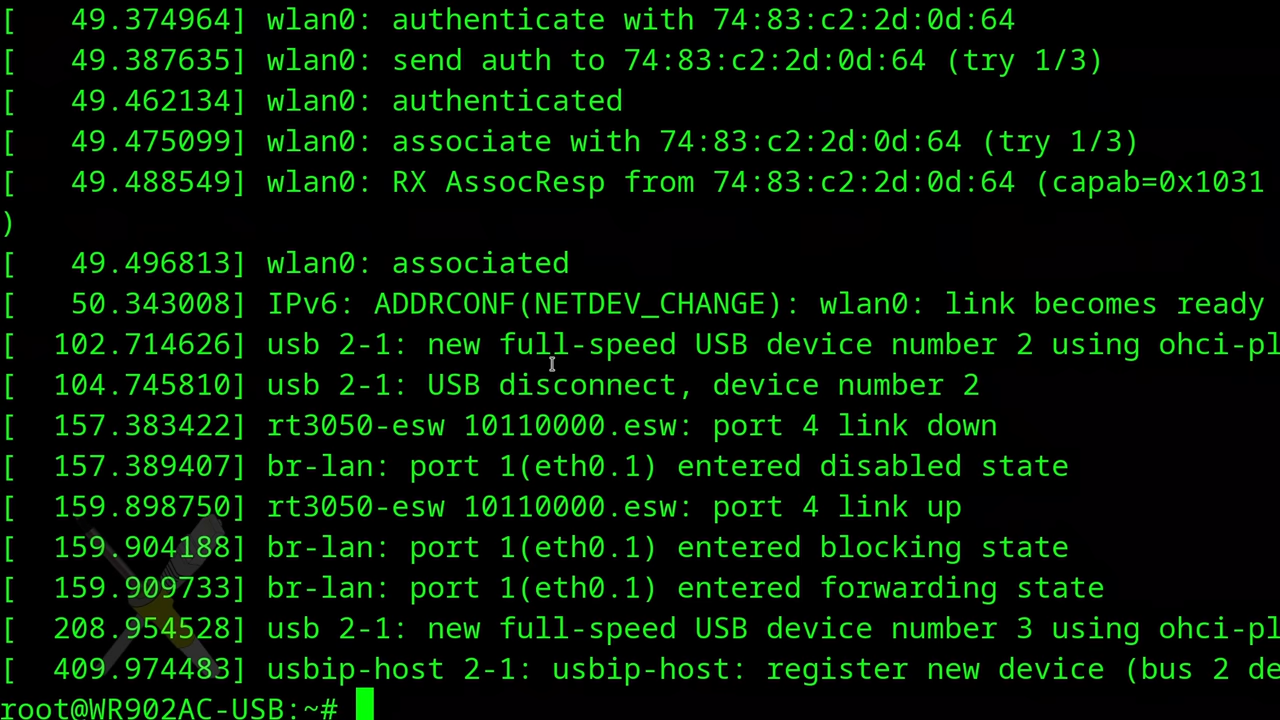 [   49.374964] wlan0: authenticate with 74:83:c2:2d:0d:64
[   49.387635] wlan0: send auth to 74:83:c2:2d:0d:64 (try 1/3)
[   49.462134] wlan0: authenticated
[   49.475099] wlan0: associate with 74:83:c2:2d:0d:64 (try 1/3)
[   49.488549] wlan0: RX AssocResp from 74:83:c2:2d:0d:64 (capab=0x1031
)
[   49.496813] wlan0: associated
[   50.343008] IPv6: ADDRCONF(NETDEV_CHANGE): wlan0: link becomes ready
[  102.714626] usb 2-1: new full-speed USB device number 2 using ohci-pl
[  104.745810] usb 2-1: USB disconnect, device number 2
[  157.383422] rt3050-esw 10110000.esw: port 4 link down
[  157.389407] br-lan: port 1(eth0.1) entered disabled state
[  159.898750] rt3050-esw 10110000.esw: port 4 link up
[  159.904188] br-lan: port 1(eth0.1) entered blocking state
[  159.909733] br-lan: port 1(eth0.1) entered forwarding state
[  208.954528] usb 2-1: new full-speed USB device number 3 using ohci-pl
[  409.974483] usbip-host 2-1: usbip-host: register new device (bus 2 de
root@WR902AC-USB:~#